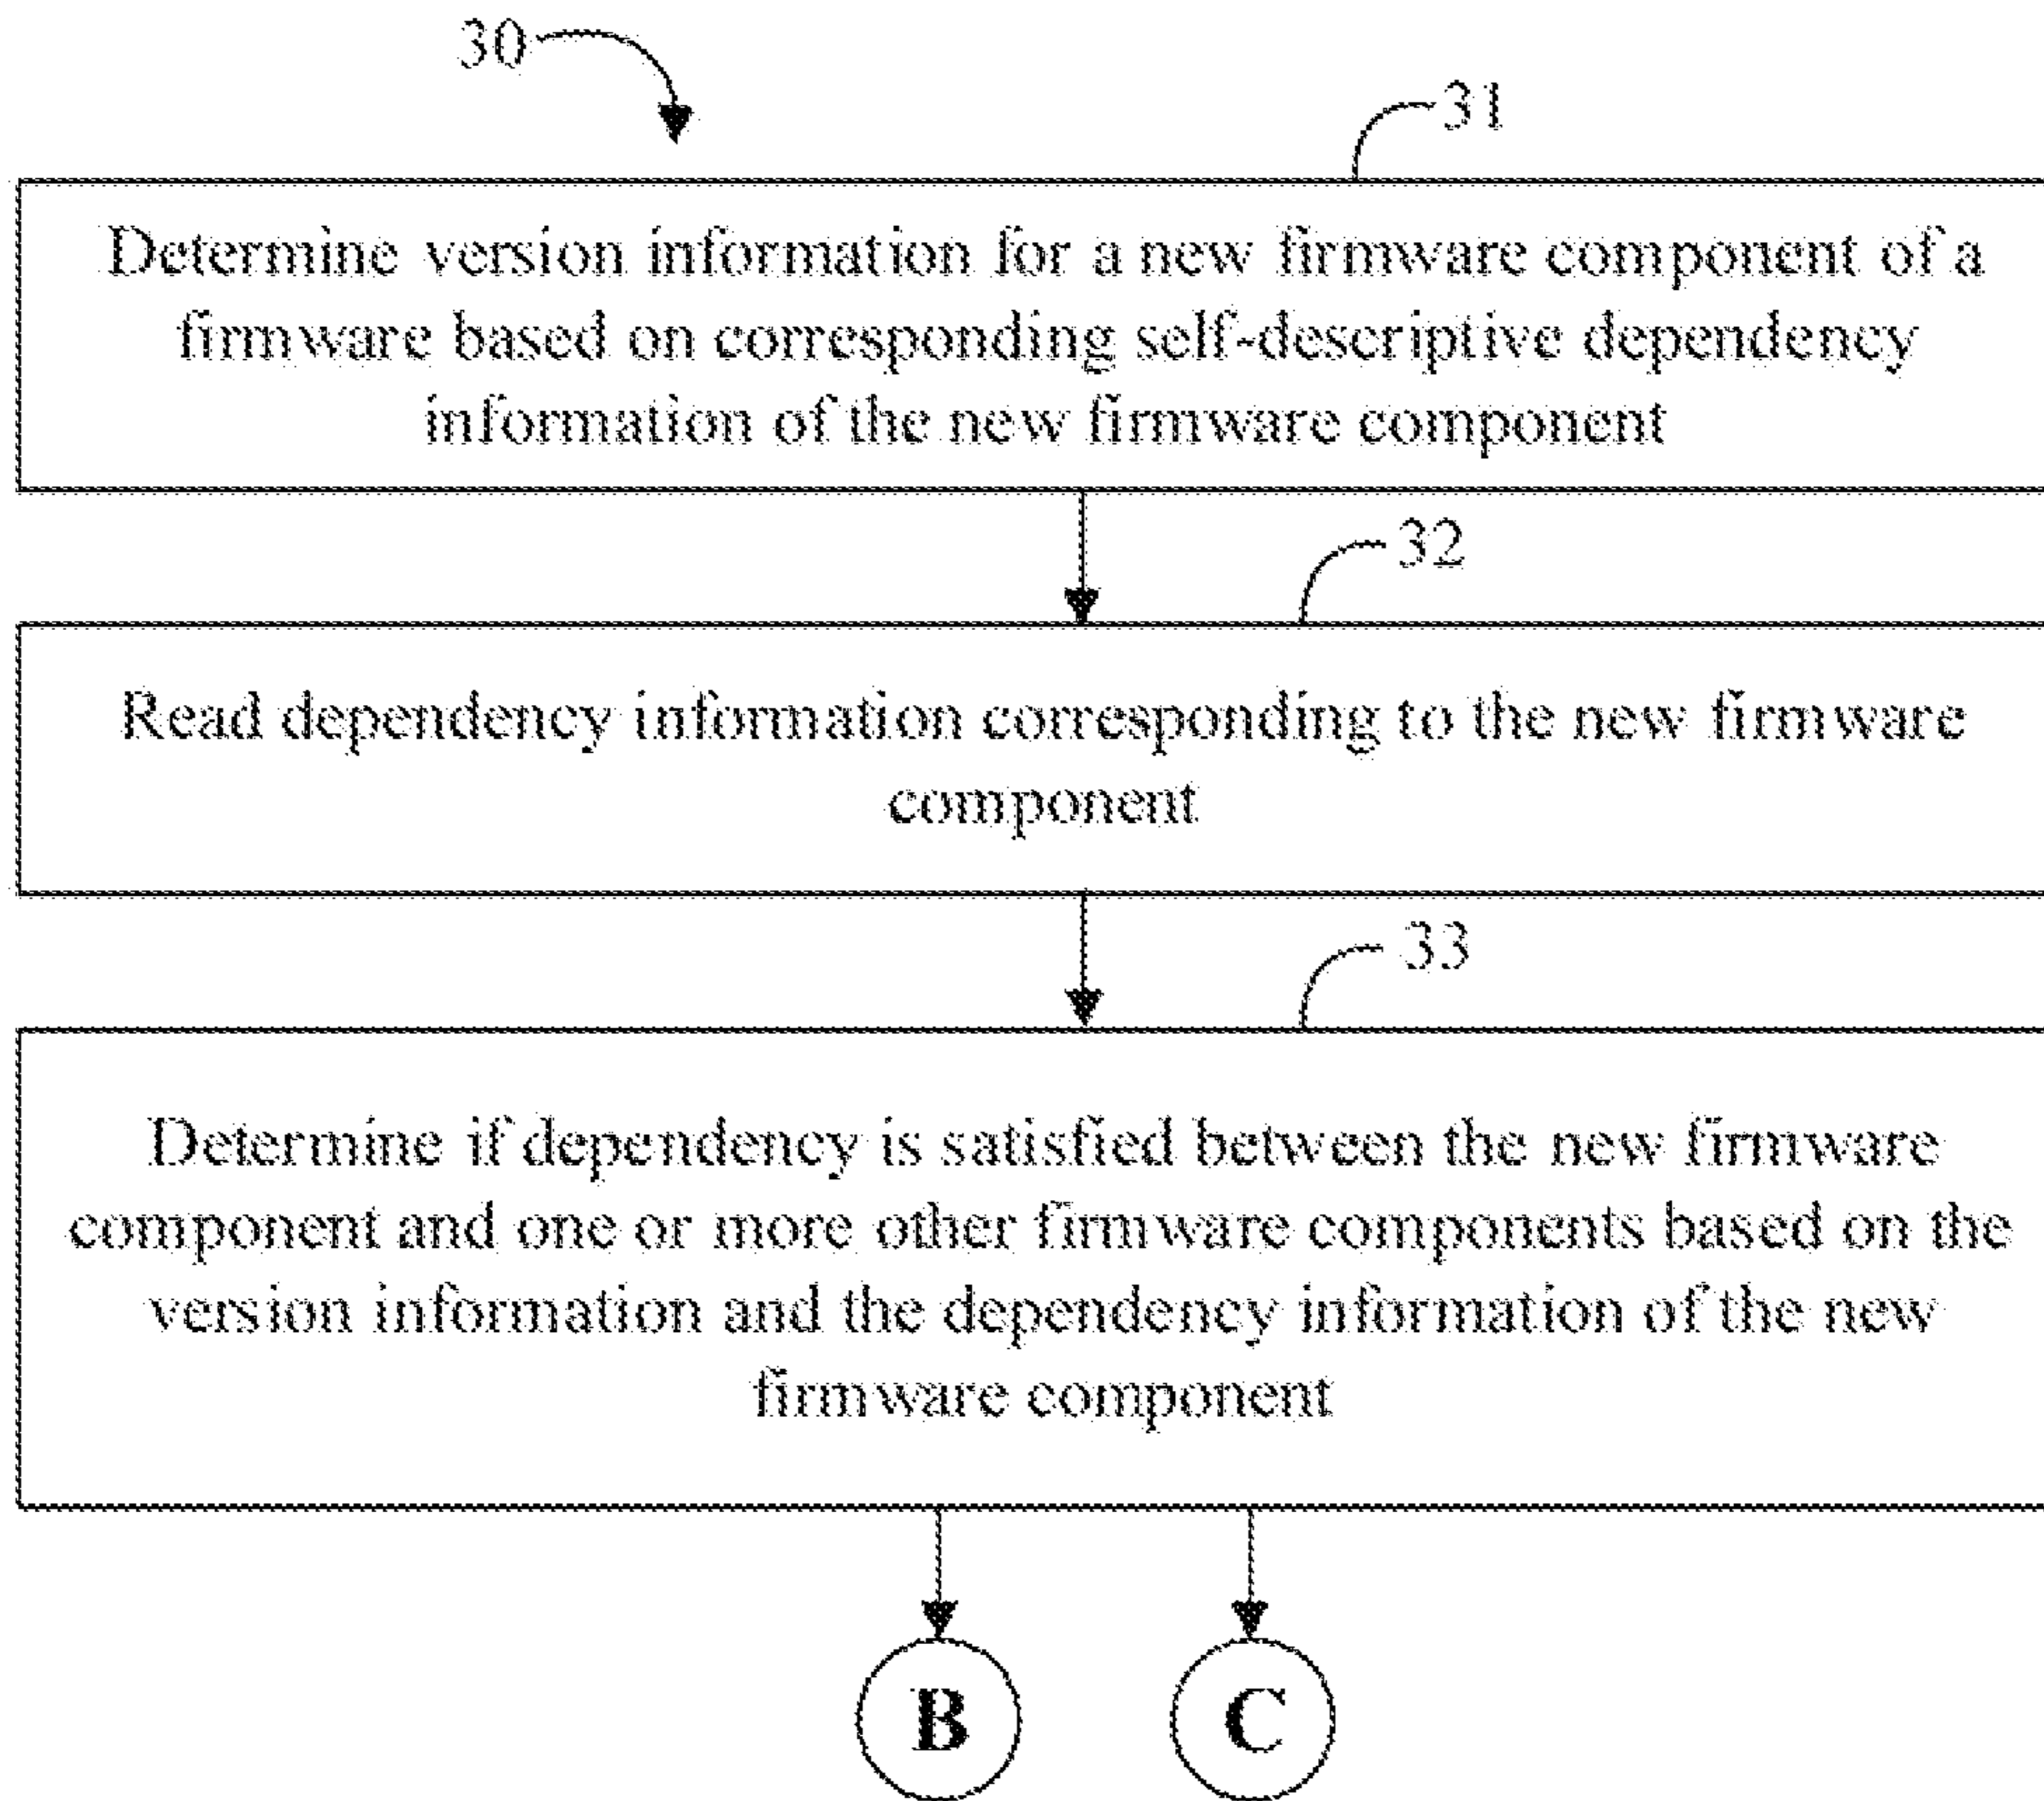 30
31
Determine version information for a new firmware component of a
firmware based on corresponding self-descriptive dependency
information of the new firmware component
32
Read dependency information corresponding to the new firmware
component
33
Determine if dependency is satisfied between the new firmware
component and one or more other firmware components based on the
version information and the dependency information of the new
firmware component
B C